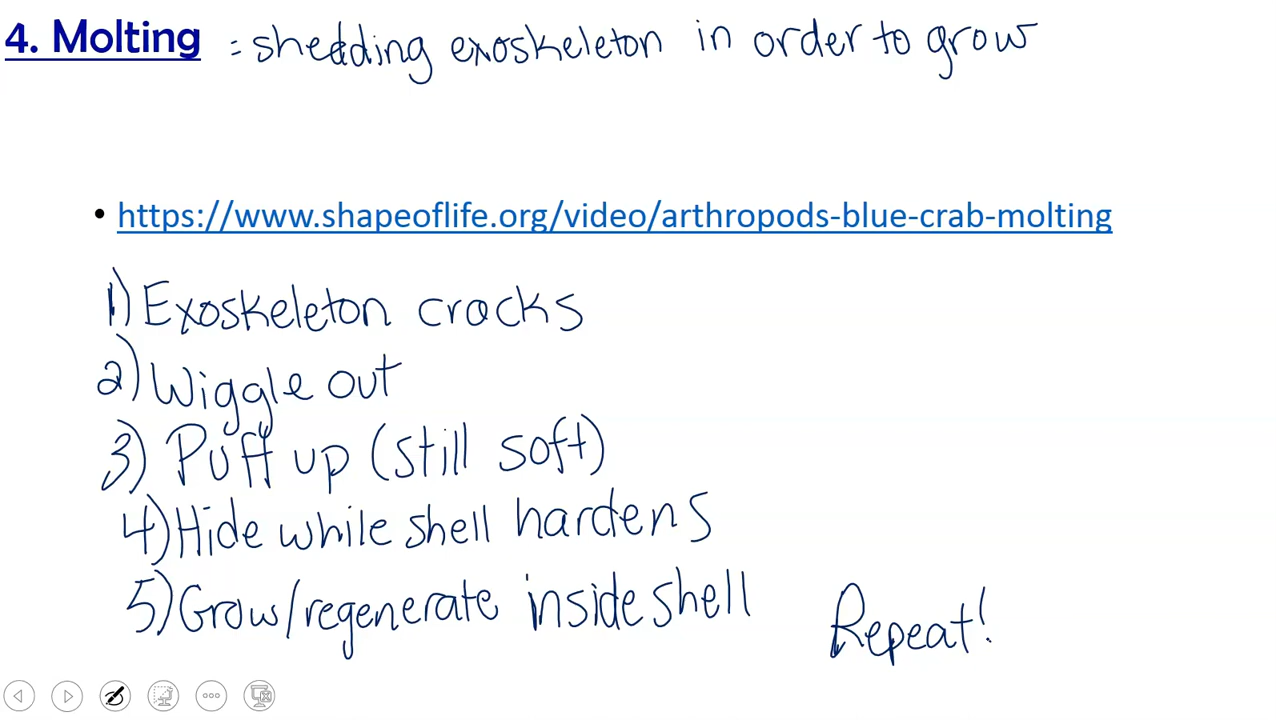 4. Molting = shedding exoskeleton in order to grow
• https://www.shapeoflife.org/video/arthropods-blue-crab-molting
1) Exoskeleton cracks
2) Wiggle out
3) Puff up (still soft)
4) Hide while shell hardens
5) Grow/regenerate inside shell
Repeat!